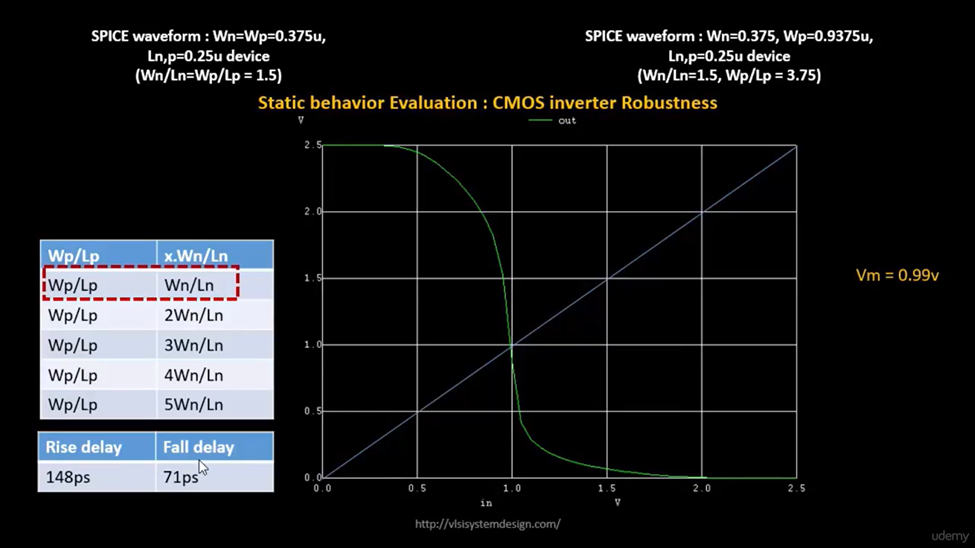 SPICE waveform : Wn=Wp=0.375u,
Ln,p=0.25u device
(Wn/Ln=Wp/Lp = 1.5)
SPICE waveform : Wn=0.375, Wp=0.9375u,
Ln,p=0.25u device
(Wn/Ln=1.5, Wp/Lp = 3.75)
Static behavior Evaluation : CMOS inverter Robustness
V
out
2.5
2.0
1.5
1.0
0.5
0.0
0.0 0.5 1.0 1.5 2.0 2.5
in V
Vm = 0.99v
Wp/Lp x.Wn/Ln
Wp/Lp Wn/Ln
Wp/Lp 2Wn/Ln
Wp/Lp 3Wn/Ln
Wp/Lp 4Wn/Ln
Wp/Lp 5Wn/Ln
Rise delay Fall delay
148ps 71ps
http://vlsisystemdesign.com/
udemy